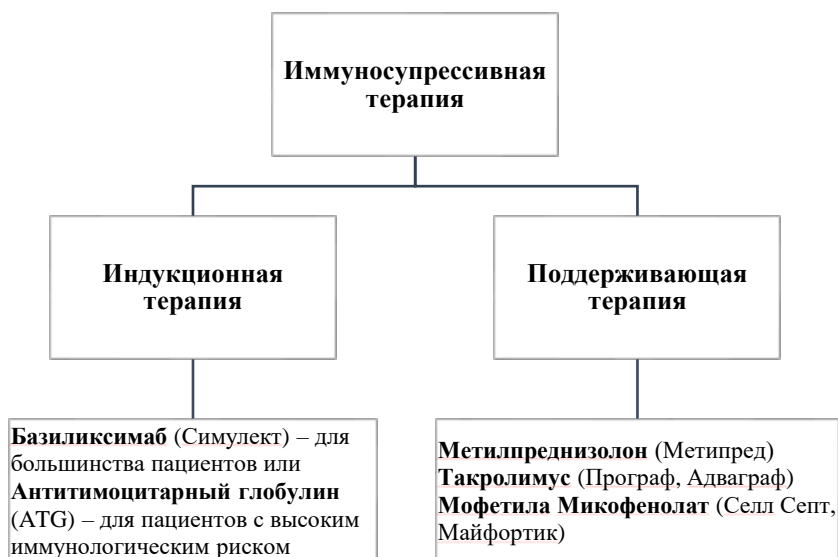 Иммуносупрессивная
терапия
Индукционная
терапия
Поддерживающая
терапия
Базиликсимаб (Симулект) – для
большинства пациентов или
Антитимоцитарный глобулин
(ATG) – для пациентов с высоким
иммунологическим риском
Метилпреднизолон (Метипред)
Такролимус (Програф, Адваграф)
Мофетила Микофенолат (Селл Септ,
Майфортик)